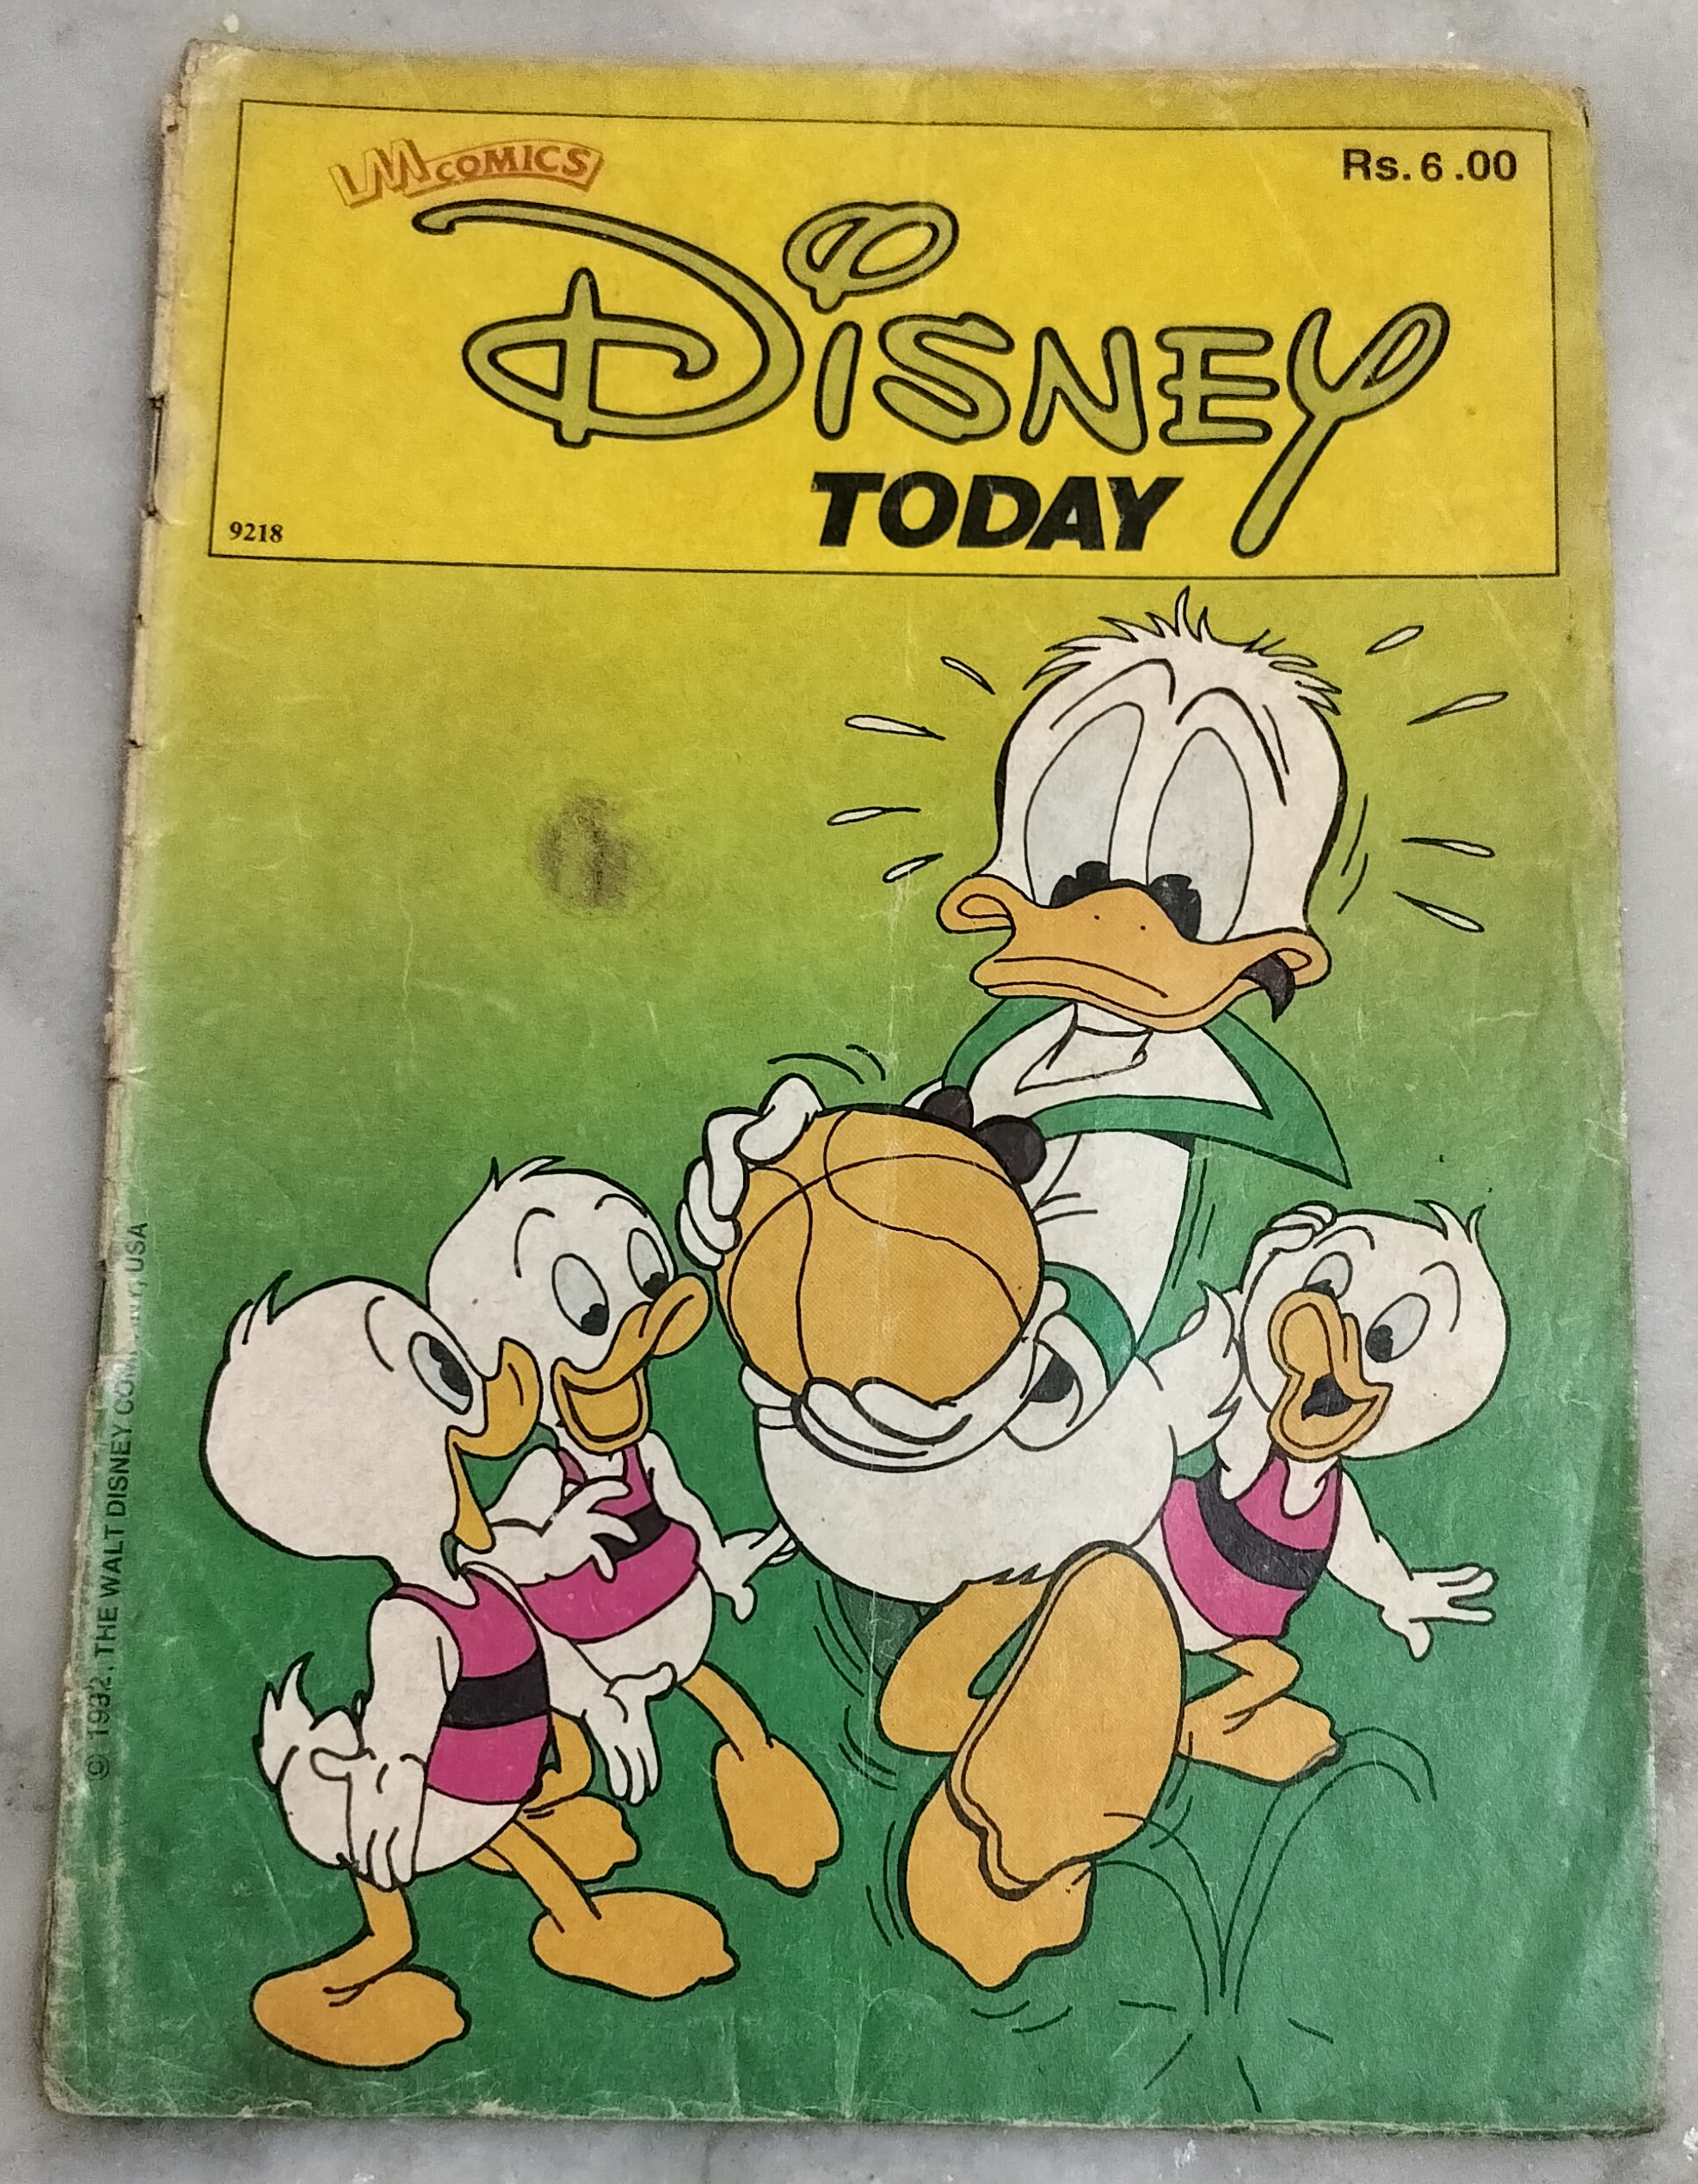 LM COMICS
Rs. 6.00
DISNEY
TODAY
9218
© 1992. THE WALT DISNEY COMPANY, USA